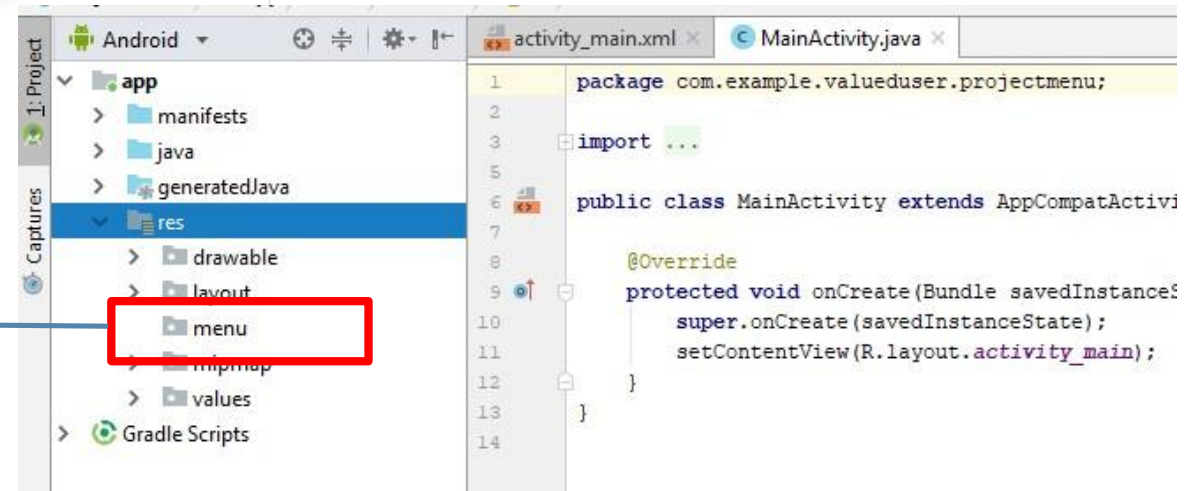 1: Project
Captures
Android
app
manifests
java
generatedJava
res
drawable
layout
menu
mipmap
values
Gradle Scripts
activity_main.xml
MainActivity.java
1 package com.example.valueduser.projectmenu;
2
3 import ...
5
6 public class MainActivity extends AppCompatActivi
7
8 @Override
9 protected void onCreate(Bundle savedInstanceS
10 super.onCreate(savedInstanceState);
11 setContentView(R.layout.activity_main);
12 }
13 }
14